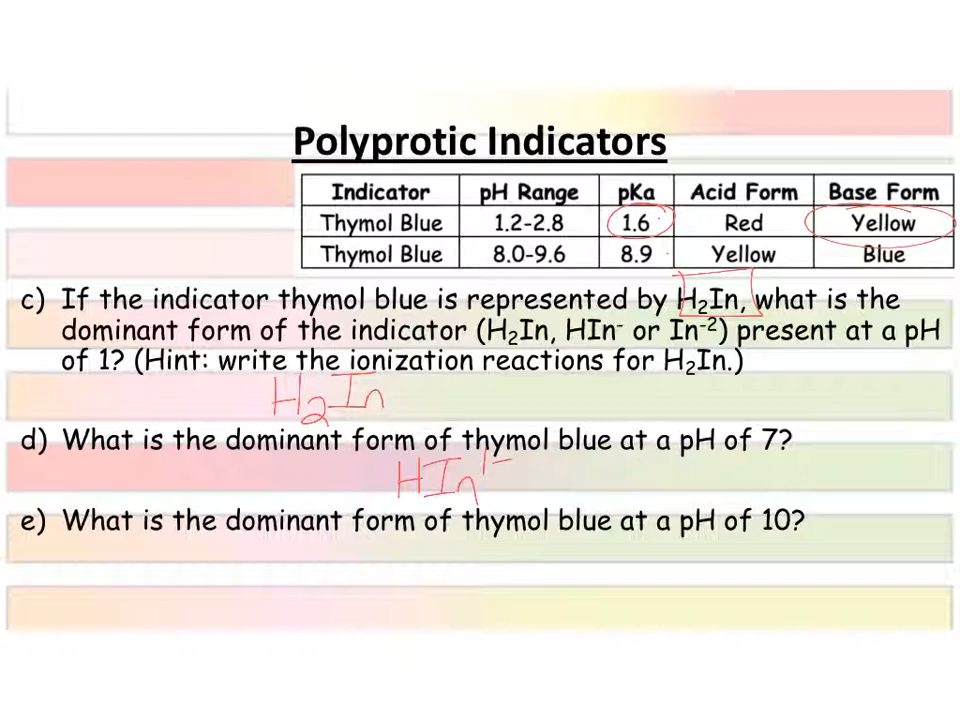 Polyprotic Indicators
Indicator pH Range pKa Acid Form Base Form
Thymol Blue 1.2-2.8 1.6 Red Yellow
Thymol Blue 8.0-9.6 8.9 Yellow Blue
c) If the indicator thymol blue is represented by H₂In, what is the
dominant form of the indicator (H₂In, HIn⁻ or In⁻²) present at a pH
of 1? (Hint: write the ionization reactions for H₂In.)
H₂In
d) What is the dominant form of thymol blue at a pH of 7?
HIn¹⁻
e) What is the dominant form of thymol blue at a pH of 10?